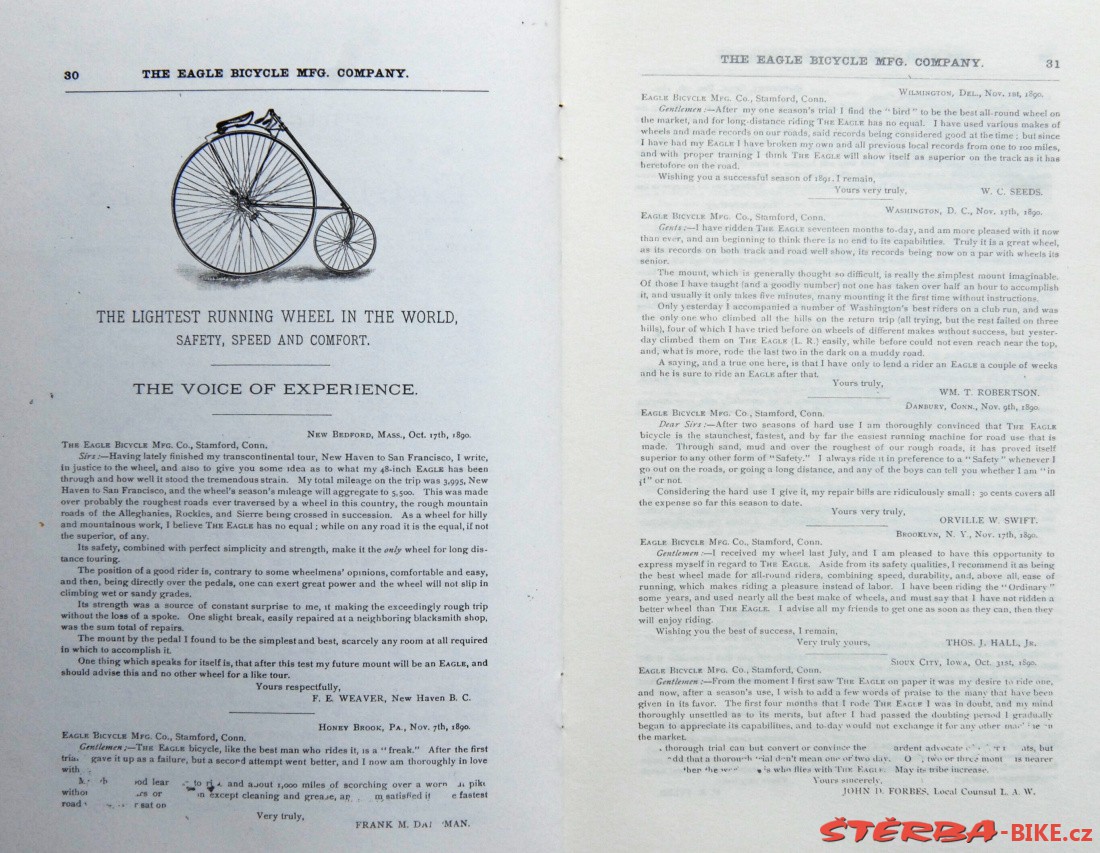 30 THE EAGLE BICYCLE MFG. COMPANY.
THE LIGHTEST RUNNING WHEEL IN THE WORLD,
SAFETY, SPEED AND COMFORT.
THE VOICE OF EXPERIENCE.
New Bedford, Mass., Oct. 17th, 1890.
The Eagle Bicycle Mfg. Co., Stamford, Conn.
Sirs:—Having lately finished my transcontinental tour, New Haven to San Francisco, I write,
in justice to the wheel, and also to give you some idea as to what my 48-inch Eagle has been
through and how well it stood the tremendous strain. My total mileage on the trip was 3,995, New
Haven to San Francisco, and the wheel's season's mileage will aggregate to 5,500. This was made
over probably the roughest roads ever traversed by a wheel in this country, the rough mountain
roads of the Alleghanies, Rockies, and Sierre being crossed in succession. As a wheel for hilly
and mountainous work, I believe The Eagle has no equal; while on any road it is the equal, if not
the superior, of any.
Its safety, combined with perfect simplicity and strength, make it the only wheel for long dis-
tance touring.
The position of a good rider is, contrary to some wheelmens' opinions, comfortable and easy,
and then, being directly over the pedals, one can exert great power and the wheel will not slip in
climbing wet or sandy grades.
Its strength was a source of constant surprise to me, it making the exceedingly rough trip
without the loss of a spoke. One slight break, easily repaired at a neighboring blacksmith shop,
was the sum total of repairs.
The mount by the pedal I found to be the simplest and best, scarcely any room at all required
in which to accomplish it.
One thing which speaks for itself is, that after this test my future mount will be an Eagle, and
should advise this and no other wheel for a like tour.
Yours respectfully,
F. E. WEAVER, New Haven B. C.
Honey Brook, Pa., Nov. 7th, 1890.
Eagle Bicycle Mfg. Co., Stamford, Conn.
Gentlemen:—The Eagle bicycle, like the best man who rides it, is a "freak." After the first
gave it up as a failure, but a second attempt went better, and I now am thoroughly in love
with
and about 1,000 miles of scorching over a worn
or in except cleaning and grease, satisfied fastest
road
Very truly,
FRANK M.
THE EAGLE BICYCLE MFG. COMPANY. 31
Wilmington, Del., Nov. 1st, 1890.
Eagle Bicycle Mfg. Co., Stamford, Conn.
Gentlemen:—After my one season's trial I find the "bird" to be the best all-round wheel on
the market, and for long-distance riding The Eagle has no equal. I have used various makes of
wheels and made records on our roads, said records being considered good at the time; but since
I have had my Eagle I have broken my own and all previous local records from one to 100 miles,
and with proper training I think The Eagle will show itself as superior on the track as it has
heretofore on the road.
Wishing you a successful season of 1891, I remain,
Yours very truly, W. C. SEEDS.
Washington, D. C., Nov. 17th, 1890.
Eagle Bicycle Mfg. Co., Stamford, Conn.
Gents:—I have ridden The Eagle seventeen months to-day, and am more pleased with it now
than ever, and am beginning to think there is no end to its capabilities. Truly it is a great wheel,
as its records on both track and road well show, its records being now on a par with wheels its
senior.
The mount, which is generally thought so difficult, is really the simplest mount imaginable.
Of those I have taught (and a goodly number) not one has taken over half an hour to accomplish
it, and usually it only takes five minutes, many mounting it the first time without instructions.
Only yesterday I accompanied a number of Washington's best riders on a club run, and was
the only one who climbed all the hills on the return trip (all trying, but the rest failed on three
hills), four of which I have tried before on wheels of different makes without success, but yester-
day climbed them on The Eagle (L. R.) easily, while before could not even reach near the top,
and, what is more, rode the last two in the dark on a muddy road.
A saying, and a true one here, is that I have only to lend a rider an Eagle a couple of weeks
and he is sure to ride an Eagle after that.
Yours truly,
WM. T. ROBERTSON.
Danbury, Conn., Nov. 9th, 1890.
Eagle Bicycle Mfg. Co., Stamford, Conn.
Dear Sirs:—After two seasons of hard use I am thoroughly convinced that The Eagle
bicycle is the staunchest, fastest, and by far the easiest running machine for road use that is
made. Through sand, mud and over the roughest of our rough roads, it has proved itself
superior to any other form of "Safety." I always ride it in preference to a "Safety" whenever I
go out on the roads, or going a long distance, and any of the boys can tell you whether I am "in
it" or not
Considering the hard use I give it, my repair bills are ridiculously small: 30 cents covers all
the expense so far this season to date.
Yours very truly,
ORVILLE W. SWIFT.
Brooklyn, N. Y., Nov. 17th, 1890.
Eagle Bicycle Mfg. Co., Stamford, Conn.
Gentlemen:—I received my wheel last July, and I am pleased to have this opportunity to
express myself in regard to The Eagle. Aside from its safety qualities, I recommend it as being
the best wheel made for all-round riders, combining speed, durability, and, above all, ease of
running, which makes riding a pleasure instead of labor. I have been riding the "Ordinary"
some years, and used nearly all the best make of wheels, and must say that I have not ridden a
better wheel than The Eagle. I advise all my friends to get one as soon as they can, then they
will enjoy riding.
Wishing you the best of success, I remain,
Very truly yours, THOS. J. HALL, Jr.
Sioux City, Iowa, Oct. 31st, 1890.
Eagle Bicycle Mfg. Co., Stamford, Conn.
Gentlemen:—From the moment I first saw The Eagle on paper it was my desire to ride one,
and now, after a season's use, I wish to add a few words of praise to the many that have been
given in its favor. The first four months that I rode The Eagle I was in doubt, and my mind
thoroughly unsettled as to its merits, but after I had passed the doubting period I gradually
began to appreciate its capabilities, and to-day would not exchange it for any other on
the market.
thorough trial can but convert or convince the ardent advocate but
add that a thorough trial don't mean one or two day. two or three is nearer
who flies with The Eagle. May its tribe increase.
Yours sincerely,
JOHN D. FORBES, Local Counsul L. A. W.
ŠTĚRBA-BIKE.cz